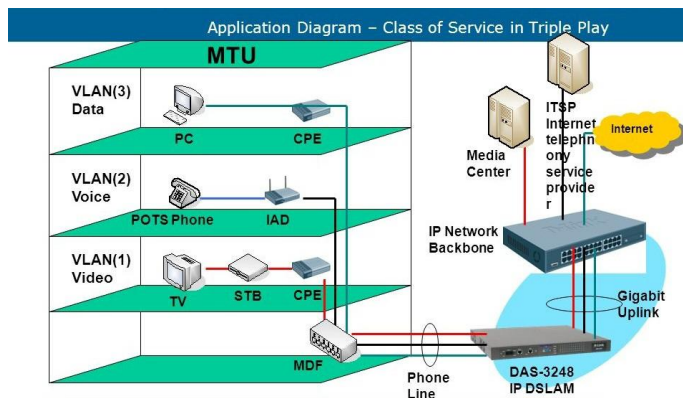 Application Diagram – Class of Service in Triple Play
MTU
VLAN(3)
Data
PC
CPE
VLAN(2)
Voice
POTS Phone
IAD
VLAN(1)
Video
TV
STB
CPE
MDF
Phone
Line
Media
Center
ITSP
Internet
telephn
ony
service
provide
r
Internet
IP Network
Backbone
Gigabit
Uplink
DAS-3248
IP DSLAM